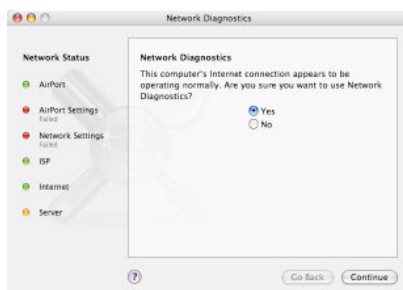 Network Diagnostics
Network Status
AirPort
AirPort Settings
Failed
Network Settings
Failed
ISP
Internet
Server
Network Diagnostics
This computer's Internet connection appears to be
operating normally. Are you sure you want to use Network
Diagnostics?
Yes
No
?
Go Back
Continue